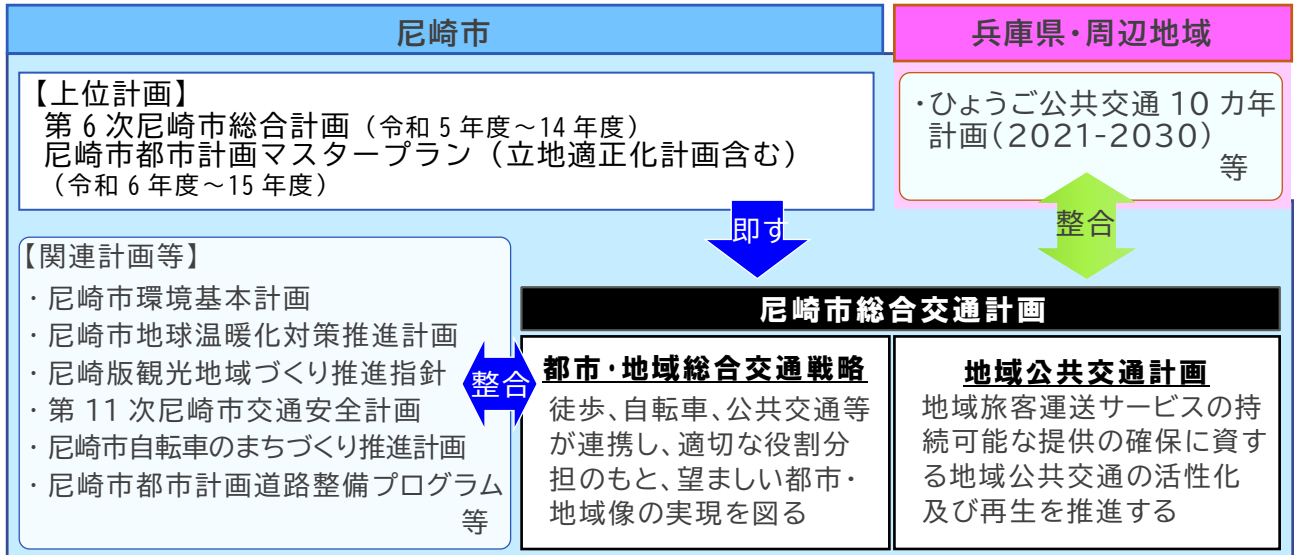 尼崎市
兵庫県・周辺地域
【上位計画】
第6次尼崎市総合計画（令和5年度～14年度）
尼崎市都市計画マスタープラン（立地適正化計画含む）
（令和6年度～15年度）
・ひょうご公共交通10カ年
計画(2021-2030)
等
即す
整合
【関連計画等】
・尼崎市環境基本計画
・尼崎市地球温暖化対策推進計画
・尼崎版観光地域づくり推進指針
・第11次尼崎市交通安全計画
・尼崎市自転車のまちづくり推進計画
・尼崎市都市計画道路整備プログラム
等
整合
尼崎市総合交通計画
都市・地域総合交通戦略
徒歩、自転車、公共交通等
が連携し、適切な役割分
担のもと、望ましい都市・
地域像の実現を図る
地域公共交通計画
地域旅客運送サービスの持
続可能な提供の確保に資す
る地域公共交通の活性化
及び再生を推進する